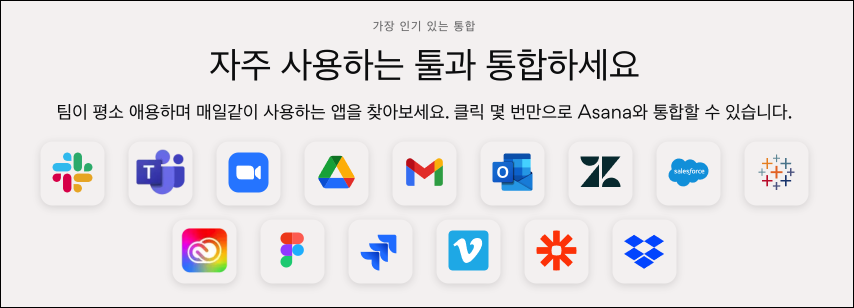 가장 인기 있는 통합
자주 사용하는 툴과 통합하세요
팀이 평소 애용하며 매일같이 사용하는 앱을 찾아보세요. 클릭 몇 번만으로 Asana와 통합할 수 있습니다.
T
O
salesforce